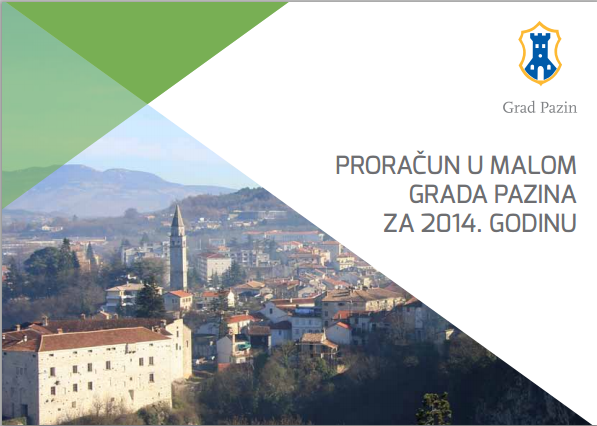 Grad Pazin
PRORAČUN U MALOM
GRADA PAZINA
ZA 2014. GODINU